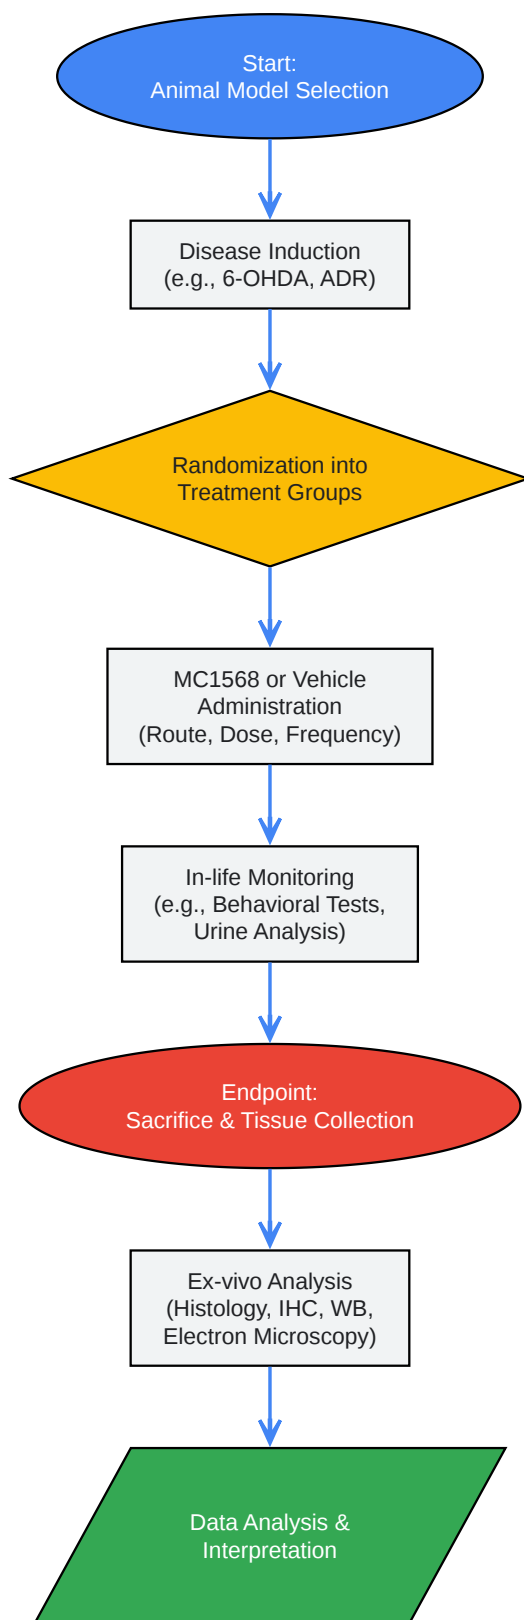 Start:
Animal Model Selection
Disease Induction
(e.g., 6-OHDA, ADR)
Randomization into
Treatment Groups
MC1568 or Vehicle
Administration
(Route, Dose, Frequency)
In-life Monitoring
(e.g., Behavioral Tests,
Urine Analysis)
Endpoint:
Sacrifice & Tissue Collection
Ex-vivo Analysis
(Histology, IHC, WB,
Electron Microscopy)
Data Analysis &
Interpretation